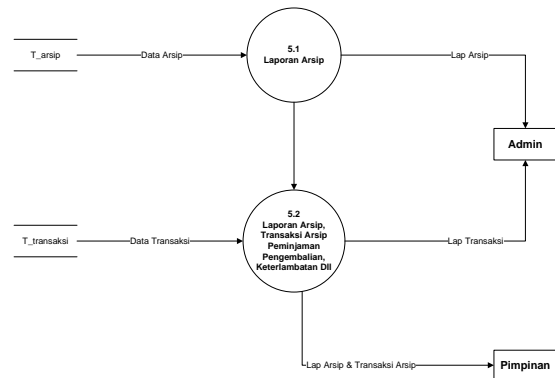 5.1
Laporan Arsip
T_arsip
Data Arsip
Lap Arsip
Admin
5.2
Laporan Arsip,
Transaksi Arsip
Peminjaman
Pengembalian,
Keterlambatan Dll
T_transaksi
Data Transaksi
Lap Transaksi
Lap Arsip & Transaksi Arsip
Pimpinan